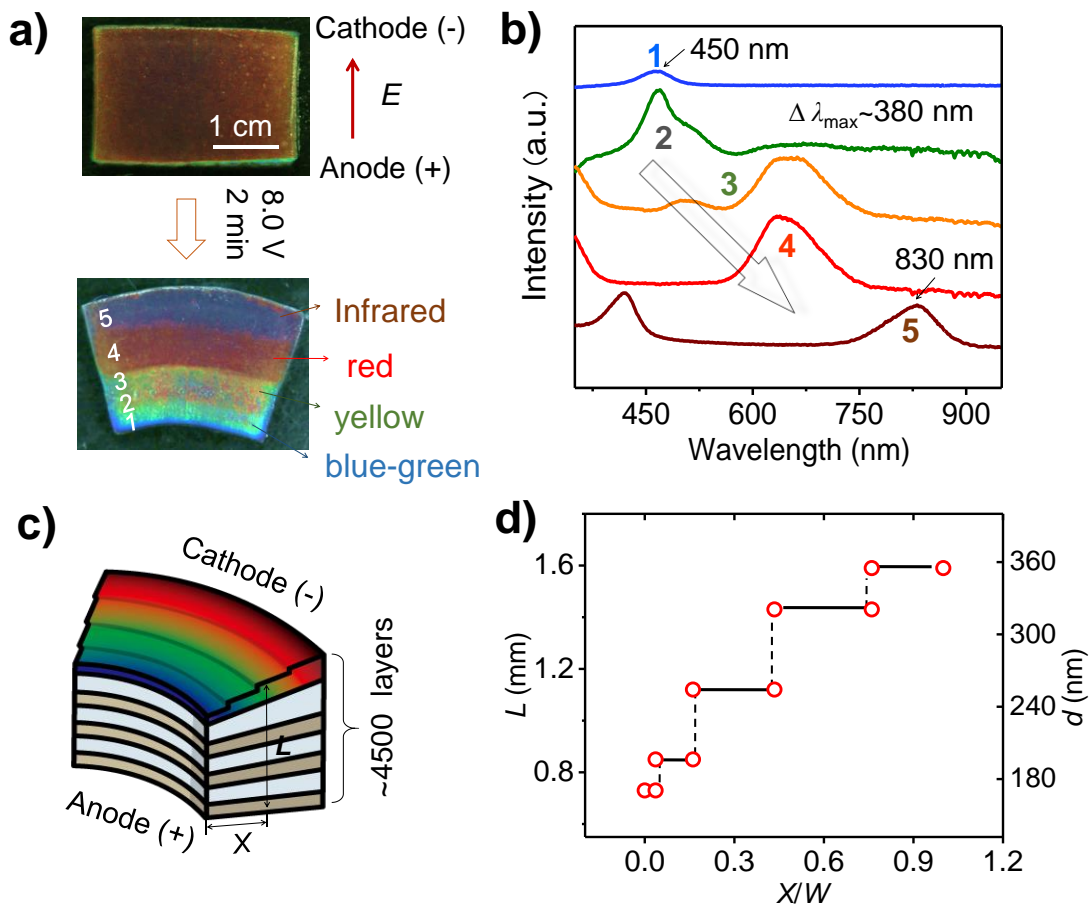 a)
Cathode (-)
E
1 cm
Anode (+)
8.0 V
2 min
5
4
3
2
1
Infrared
red
yellow
blue-green
b)
1
450 nm
Δ λmax~380 nm
2
3
4
830 nm
5
Intensity (a.u.)
450 600 750 900
Wavelength (nm)
c)
Cathode (-)
~4500 layers
L
Anode (+)
X
d)
1.6
1.2
0.8
L (mm)
360
320
240
180
d (nm)
0.0 0.3 0.6 0.9 1.2
X/W